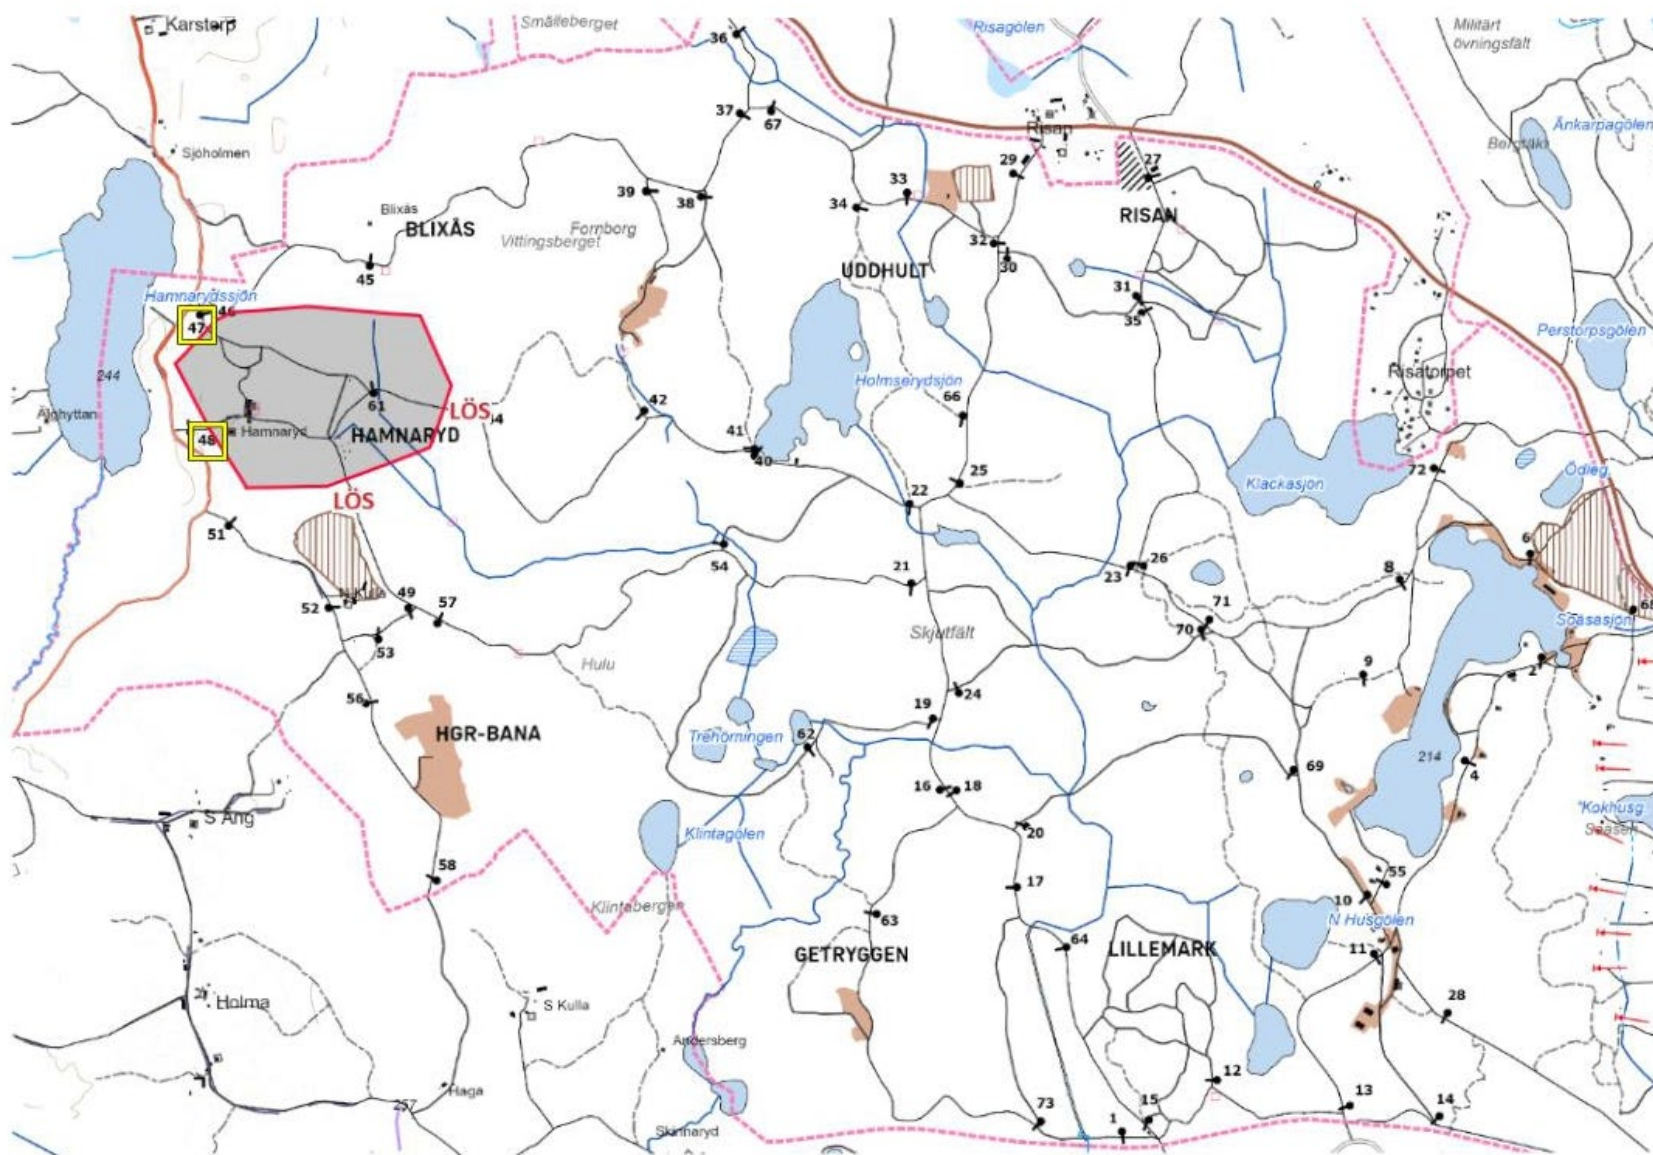 Karstorp
Smålleberget
36
Risagölen
Militärt
övningsfält
37
67
Risan
Ånkarpagölen
Sjöholmen
29
27
39
38
33
34
Blixås
BLIXÅS
Fornborg
Vittingsberget
RISAN
32
30
45
UDDHULT
Hamnarydssjön
46
47
31
35
Perstorpsgölen
244
Holmserydsjön
Risatorpet
61
LÖS
42
66
Älghyttan
48
Hamnaryd
HAMNARYD
41
40
25
72
Klackasjön
Ödleg
LÖS
22
51
54
21
23
26
6
8
N Kulla
49
57
52
71
70
68
Söåsasjön
53
Skjutfält
Hulu
9
2
56
24
19
HGR-BANA
Trehörningen
62
214
69
4
16
18
S Äng
Klintagölen
20
"Kokhusg
Sååsen
58
17
55
10
Klintabergen
63
N Husgölen
GETRYGGEN
64
LILLEMARK
11
Holma
S Kulla
28
Andersberg
12
Haga
257
73
15
1
13
14
Skinnaryd